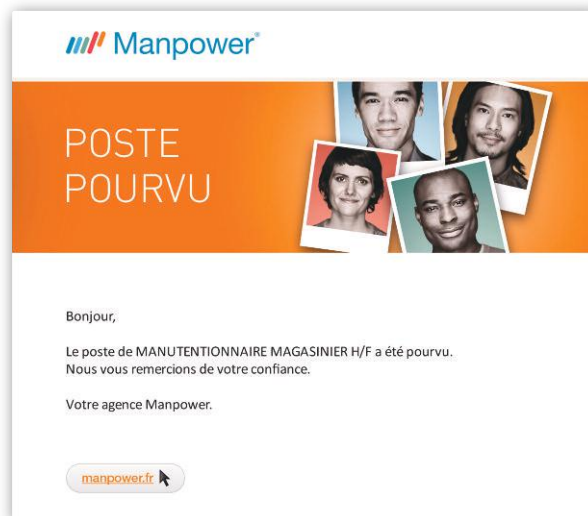 Manpower®
POSTE
POURVU
Bonjour,
Le poste de MANUTENTIONNAIRE MAGASINIER H/F a été pourvu.
Nous vous remercions de votre confiance.
Votre agence Manpower.
manpower.fr